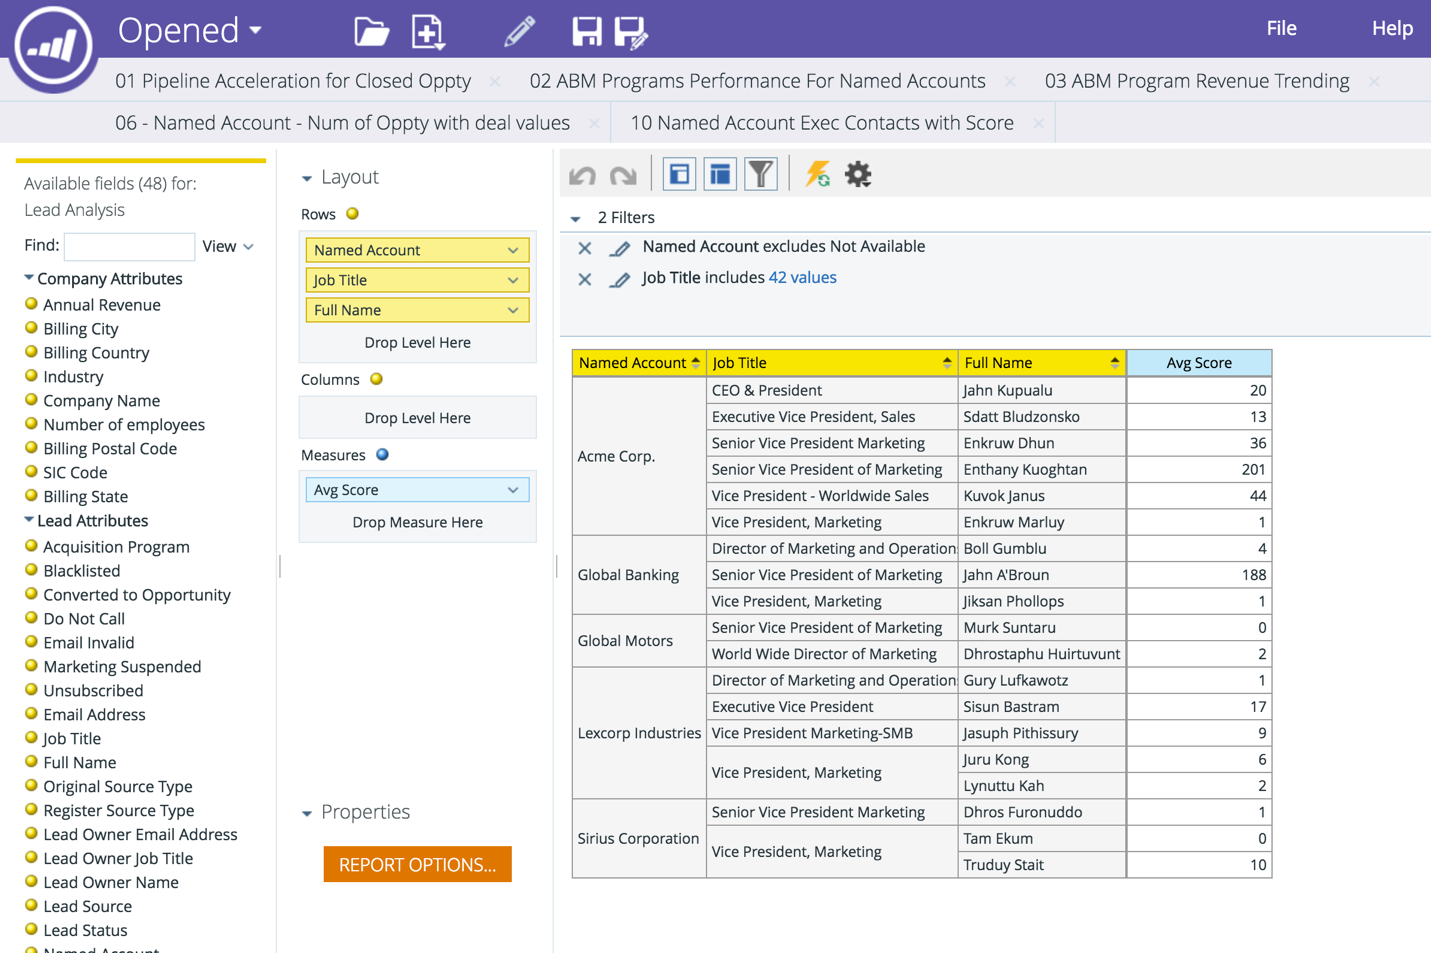 Opened
File
Help
01 Pipeline Acceleration for Closed Oppty
02 ABM Programs Performance For Named Accounts
03 ABM Program Revenue Trending
06 - Named Account - Num of Oppty with deal values
10 Named Account Exec Contacts with Score
Available fields (48) for:
Lead Analysis
Find:
View
Company Attributes
Annual Revenue
Billing City
Billing Country
Industry
Company Name
Number of employees
Billing Postal Code
SIC Code
Billing State
Lead Attributes
Acquisition Program
Blacklisted
Converted to Opportunity
Do Not Call
Email Invalid
Marketing Suspended
Unsubscribed
Email Address
Job Title
Full Name
Original Source Type
Register Source Type
Lead Owner Email Address
Lead Owner Job Title
Lead Owner Name
Lead Source
Lead Status
Named Account
Layout
Rows
Named Account
Job Title
Full Name
Drop Level Here
Columns
Drop Level Here
Measures
Avg Score
Drop Measure Here
Properties
REPORT OPTIONS...
2 Filters
Named Account excludes Not Available
Job Title includes 42 values
Named Account Job Title Full Name Avg Score
Acme Corp.
CEO & President Jahn Kupualu 20
Executive Vice President, Sales Sdatt Bludzonsko 13
Senior Vice President Marketing Enkruw Dhun 36
Senior Vice President of Marketing Enthany Kuoghtan 201
Vice President - Worldwide Sales Kuvok Janus 44
Vice President, Marketing Enkruw Marluy 1
Global Banking
Director of Marketing and Operation Boll Gumblu 4
Senior Vice President of Marketing Jahn A'Broun 188
Vice President, Marketing Jiksan Phollops 1
Global Motors
Senior Vice President of Marketing Murk Suntaru 0
World Wide Director of Marketing Dhrostaphu Huirtuvunt 2
Lexcorp Industries
Director of Marketing and Operation Gury Lufkawotz 1
Executive Vice President Sisun Bastram 17
Vice President Marketing-SMB Jasuph Pithissury 9
Vice President, Marketing Juru Kong 6
Lynuttu Kah 2
Sirius Corporation
Senior Vice President Marketing Dhros Furonuddo 1
Vice President, Marketing Tam Ekum 0
Truduy Stait 10